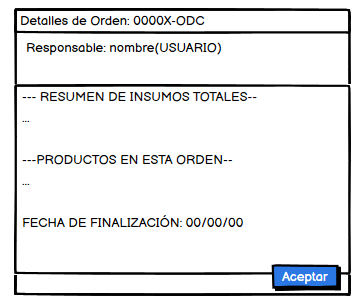 Detalles de Orden: 0000X-ODC
Responsable: nombre(USUARIO)
--- RESUMEN DE INSUMOS TOTALES--
...
---PRODUCTOS EN ESTA ORDEN--
...
FECHA DE FINALIZACIÓN: 00/00/00
Aceptar